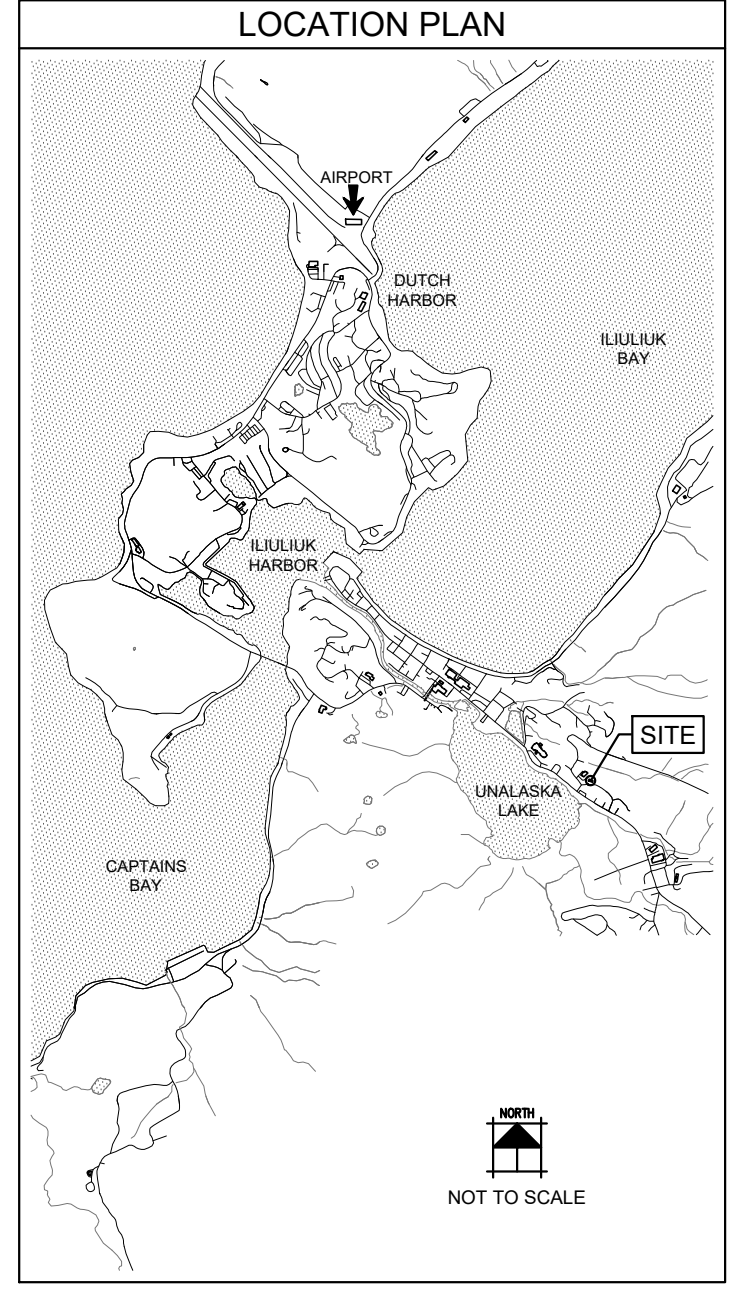 LOCATION PLAN
AIRPORT
DUTCH
HARBOR
ILIULIUK
BAY
ILIULIUK
HARBOR
SITE
UNALASKA
LAKE
CAPTAINS
BAY
NORTH
NOT TO SCALE